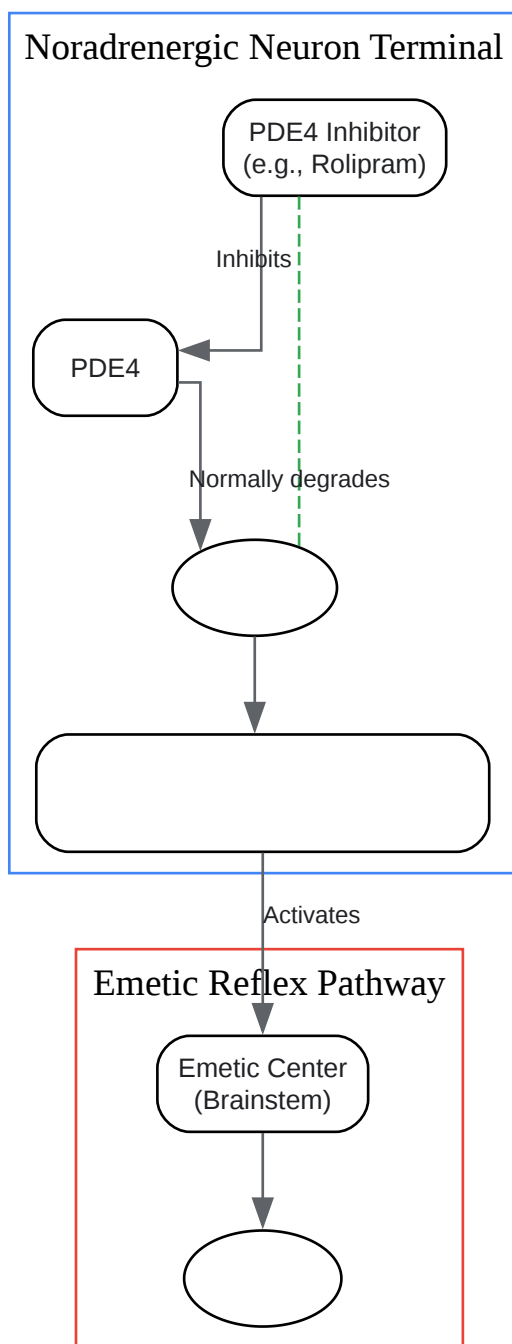 Noradrenergic Neuron Terminal
PDE4 Inhibitor
(e.g., Rolipram)
Inhibits
PDE4
Normally degrades
Activates
Emetic Reflex Pathway
Emetic Center
(Brainstem)